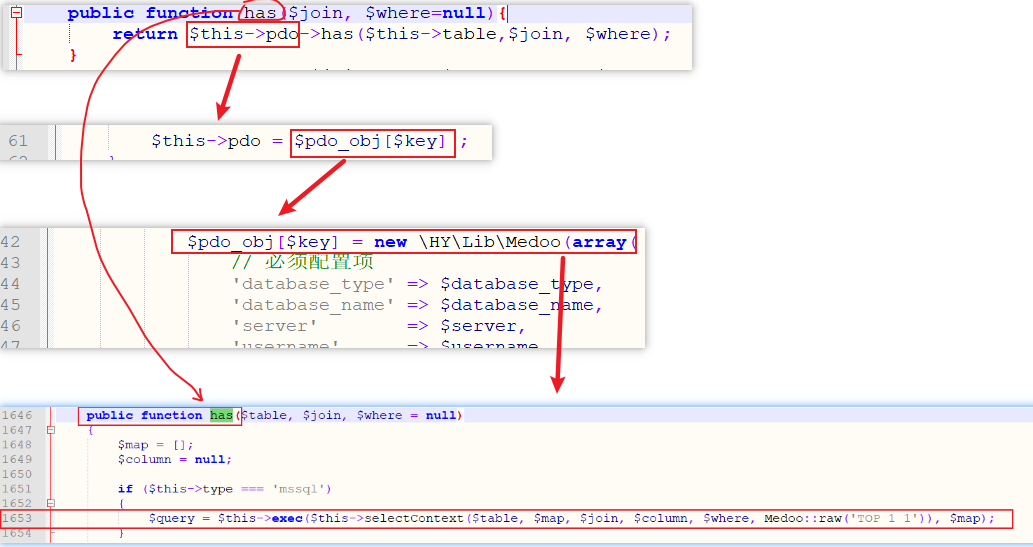 public function has($join, $where=null){
return $this->pdo->has($this->table,$join, $where);
}
61 $this->pdo = $pdo_obj[$key] ;
62 }
42 $pdo_obj[$key] = new \HY\Lib\Medoo(array(
43 // 必须配置项
44 'database_type' => $database_type,
45 'database_name' => $database_name,
46 'server' => $server,
47 'username' => $username
1646 public function has($table, $join, $where = null)
1647 {
1648 $map = [];
1649 $column = null;
1650
1651 if ($this->type === 'mssql')
1652 {
1653 $query = $this->exec($this->selectContext($table, $map, $join, $column, $where, Medoo::raw('TOP 1 1')), $map);
1654 }